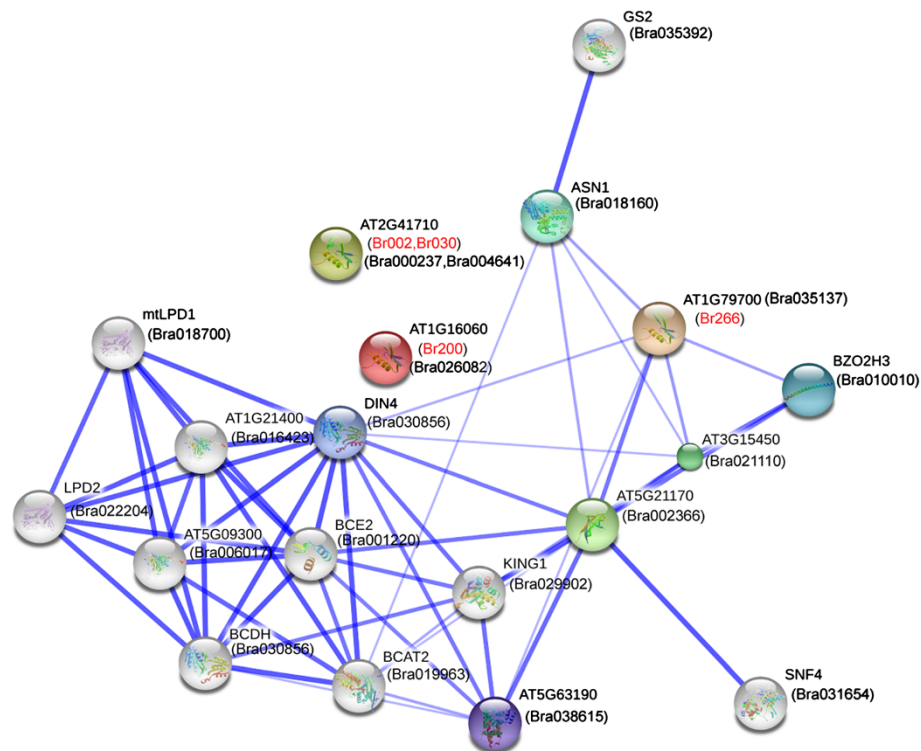 GS2
(Bra035392)
ASN1
(Bra018160)
AT2G41710
(Br002,Br030)
(Bra000237,Bra004641)
AT1G79700 (Bra035137)
(Br266)
mtLPD1
(Bra018700)
AT1G16060
(Br200)
(Bra026082)
BZO2H3
(Bra010010)
DIN4
(Bra030856)
AT1G21400
(Bra016423)
AT3G15450
(Bra021110)
LPD2
(Bra022204)
AT5G21170
(Bra002366)
BCE2
(Bra001220)
AT5G09300
(Bra006017)
KING1
(Bra029902)
BCDH
(Bra030856)
BCAT2
(Bra019963)
SNF4
(Bra031654)
AT5G63190
(Bra038615)